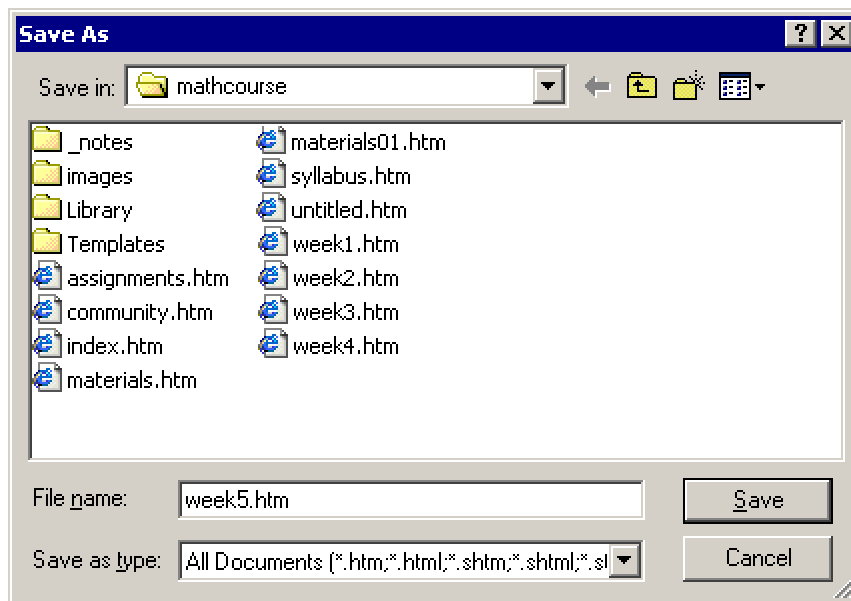 Save As
Save in: mathcourse
_notes
images
Library
Templates
assignments.htm
community.htm
index.htm
materials.htm
materials01.htm
syllabus.htm
untitled.htm
week1.htm
week2.htm
week3.htm
week4.htm
File name: week5.htm
Save
Save as type: All Documents (*.htm;*.html;*.shtm;*.shtml;*.sl
Cancel